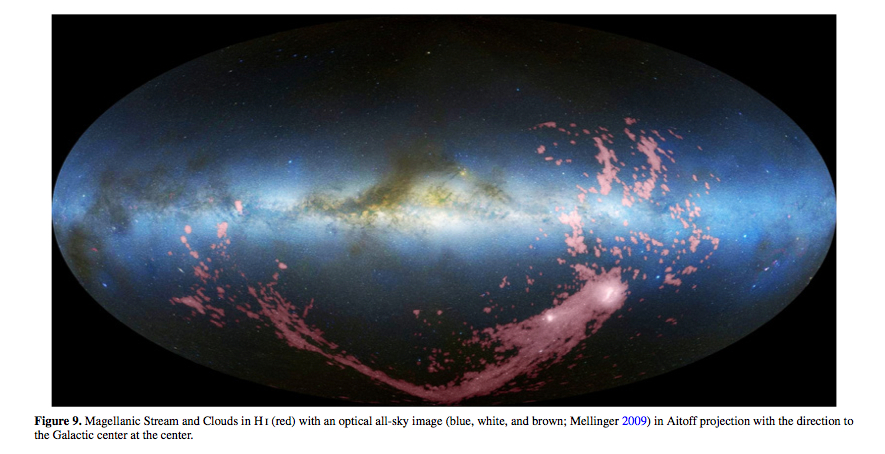 Figure 9. Magellanic Stream and Clouds in H I (red) with an optical all-sky image (blue, white, and brown; Mellinger 2009) in Aitoff projection with the direction to
the Galactic center at the center.